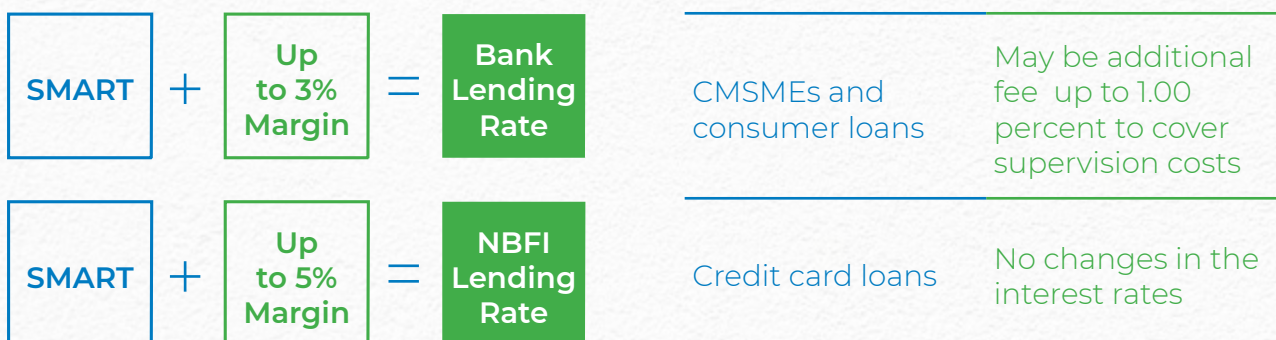 SMART + Up to 3% Margin = Bank Lending Rate
CMSMEs and
consumer loans
May be additional
fee up to 1.00
percent to cover
supervision costs
SMART + Up to 5% Margin = NBFI Lending Rate
Credit card loans
No changes in the
interest rates